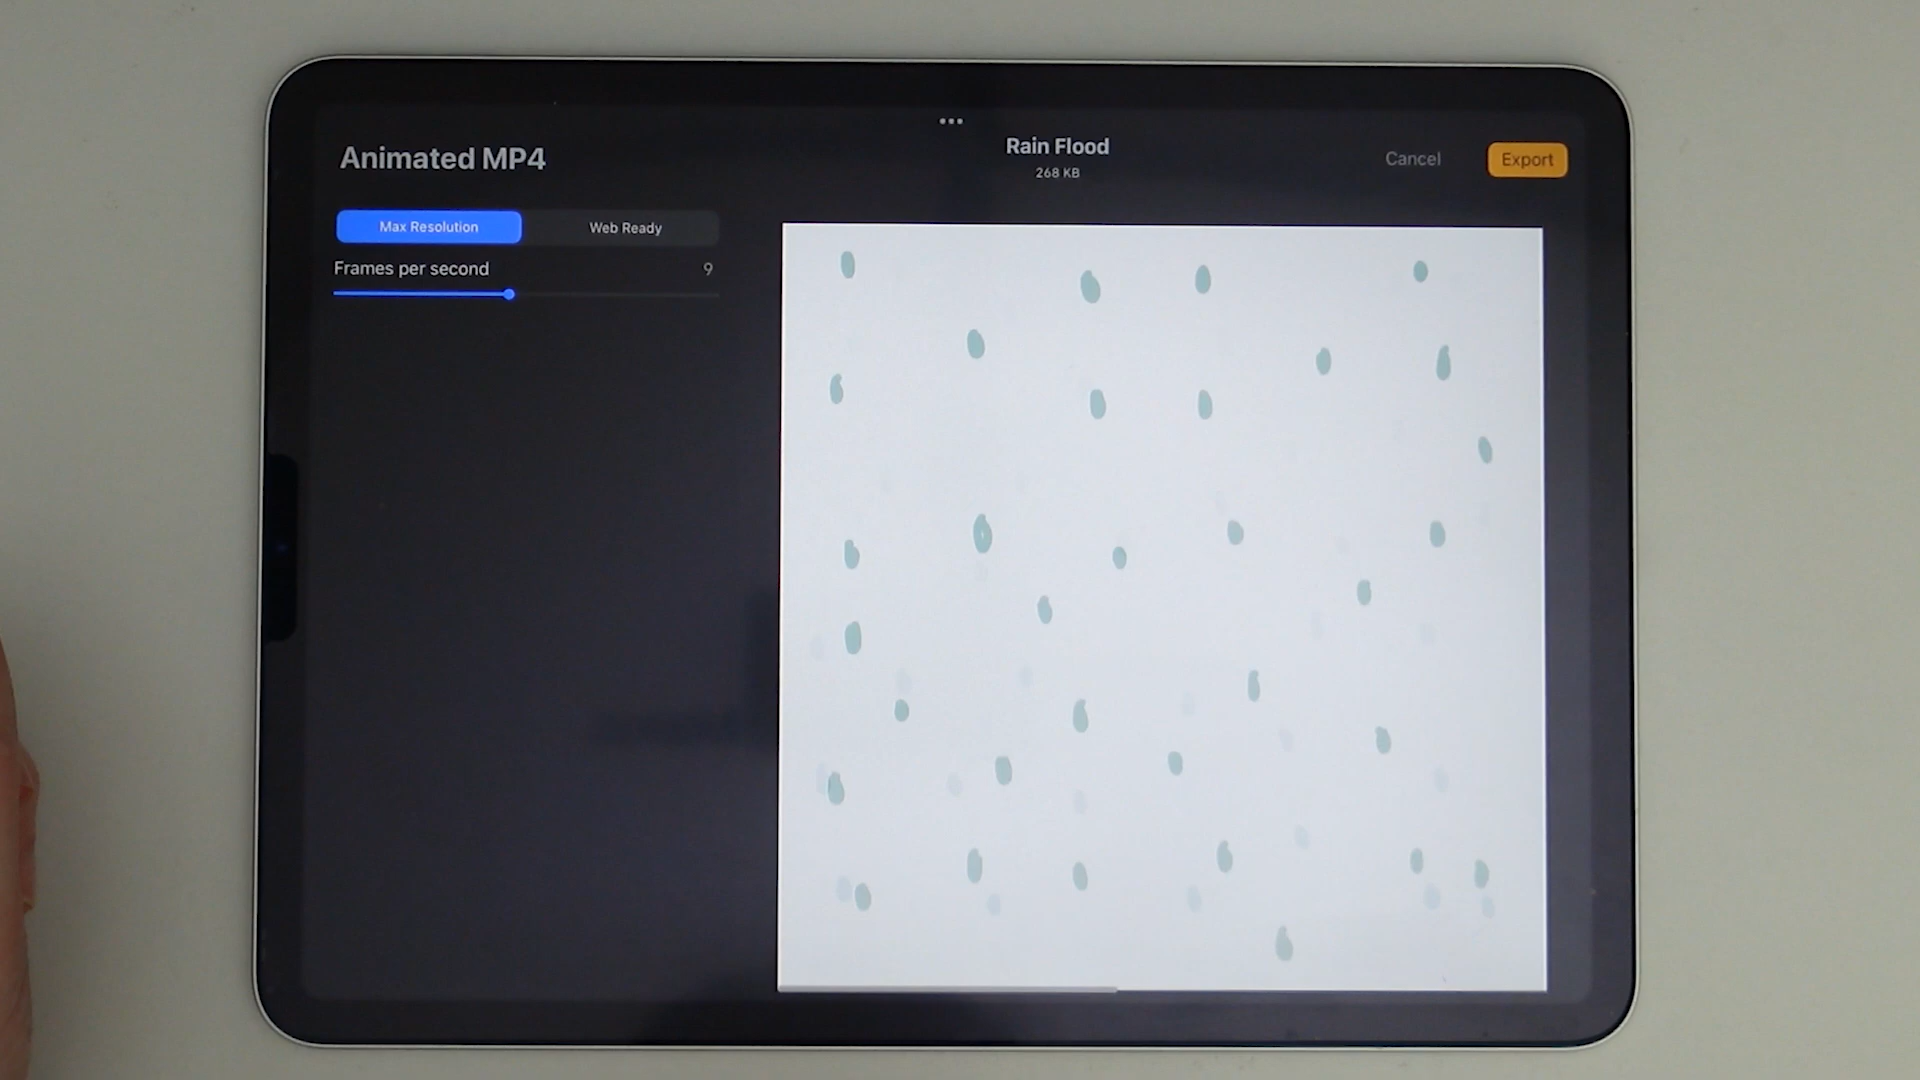 Animated MP4
Rain Flood
268 KB
Cancel
Export
Max Resolution
Web Ready
Frames per second
9